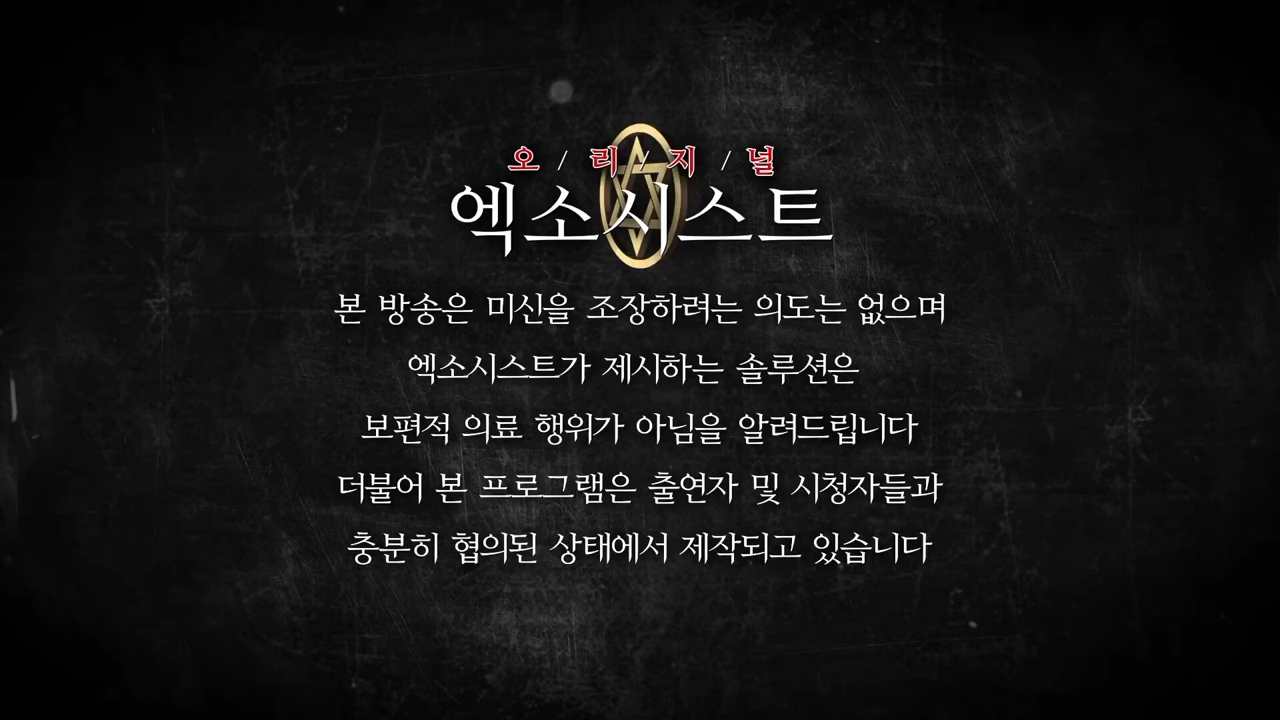 오/리/지/널
엑소시스트
본 방송은 미신을 조장하려는 의도는 없으며
엑소시스트가 제시하는 솔루션은
보편적 의료 행위가 아님을 알려드립니다
더불어 본 프로그램은 출연자 및 시청자들과
충분히 협의된 상태에서 제작되고 있습니다